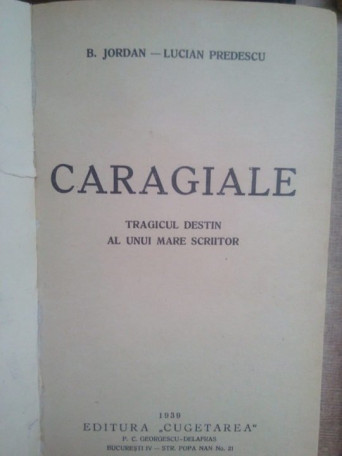 B. JORDAN — LUCIAN PREDESCU
CARAGIALE
TRAGICUL DESTIN
AL UNUI MARE SCRIITOR
1939
EDITURA „CUGETAREA"
P. C. GEORGESCU-DELAFRAS
BUCUREȘTI IV — STR. POPA NAN No. 21